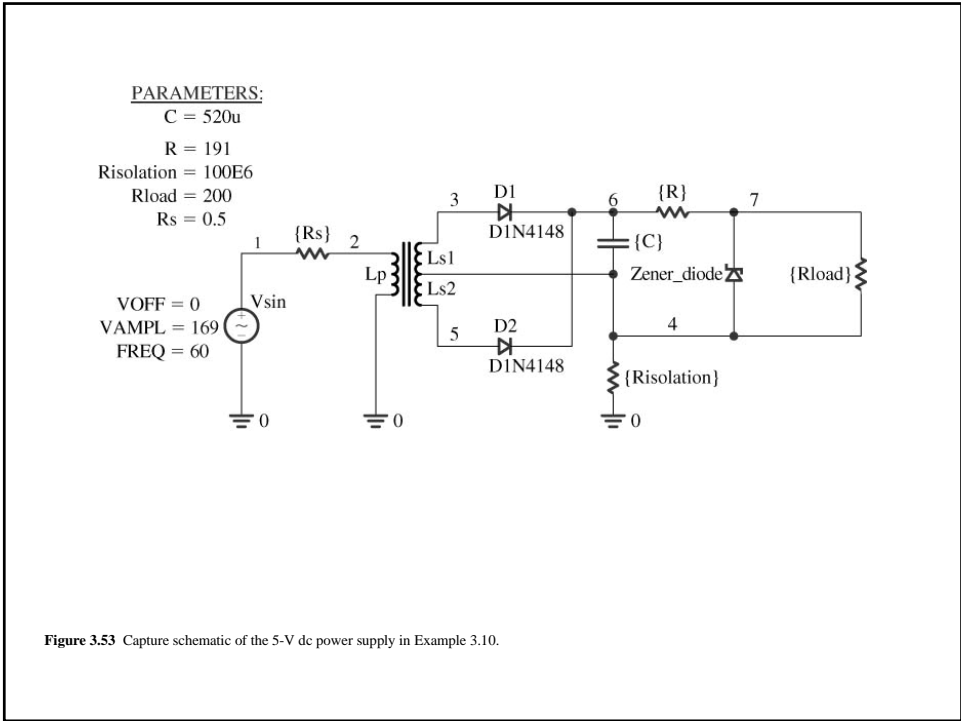 PARAMETERS:
C = 520u
R = 191
Risolation = 100E6
Rload = 200
Rs = 0.5
VOFF = 0
VAMPL = 169
FREQ = 60
1
{Rs}
2
Vsin
+
~
−
0
Lp
Ls1
Ls2
0
3
D1
D1N4148
5
D2
D1N4148
6
{R}
7
{C}
Zener_diode
{Rload}
4
{Risolation}
0
Figure 3.53 Capture schematic of the 5-V dc power supply in Example 3.10.